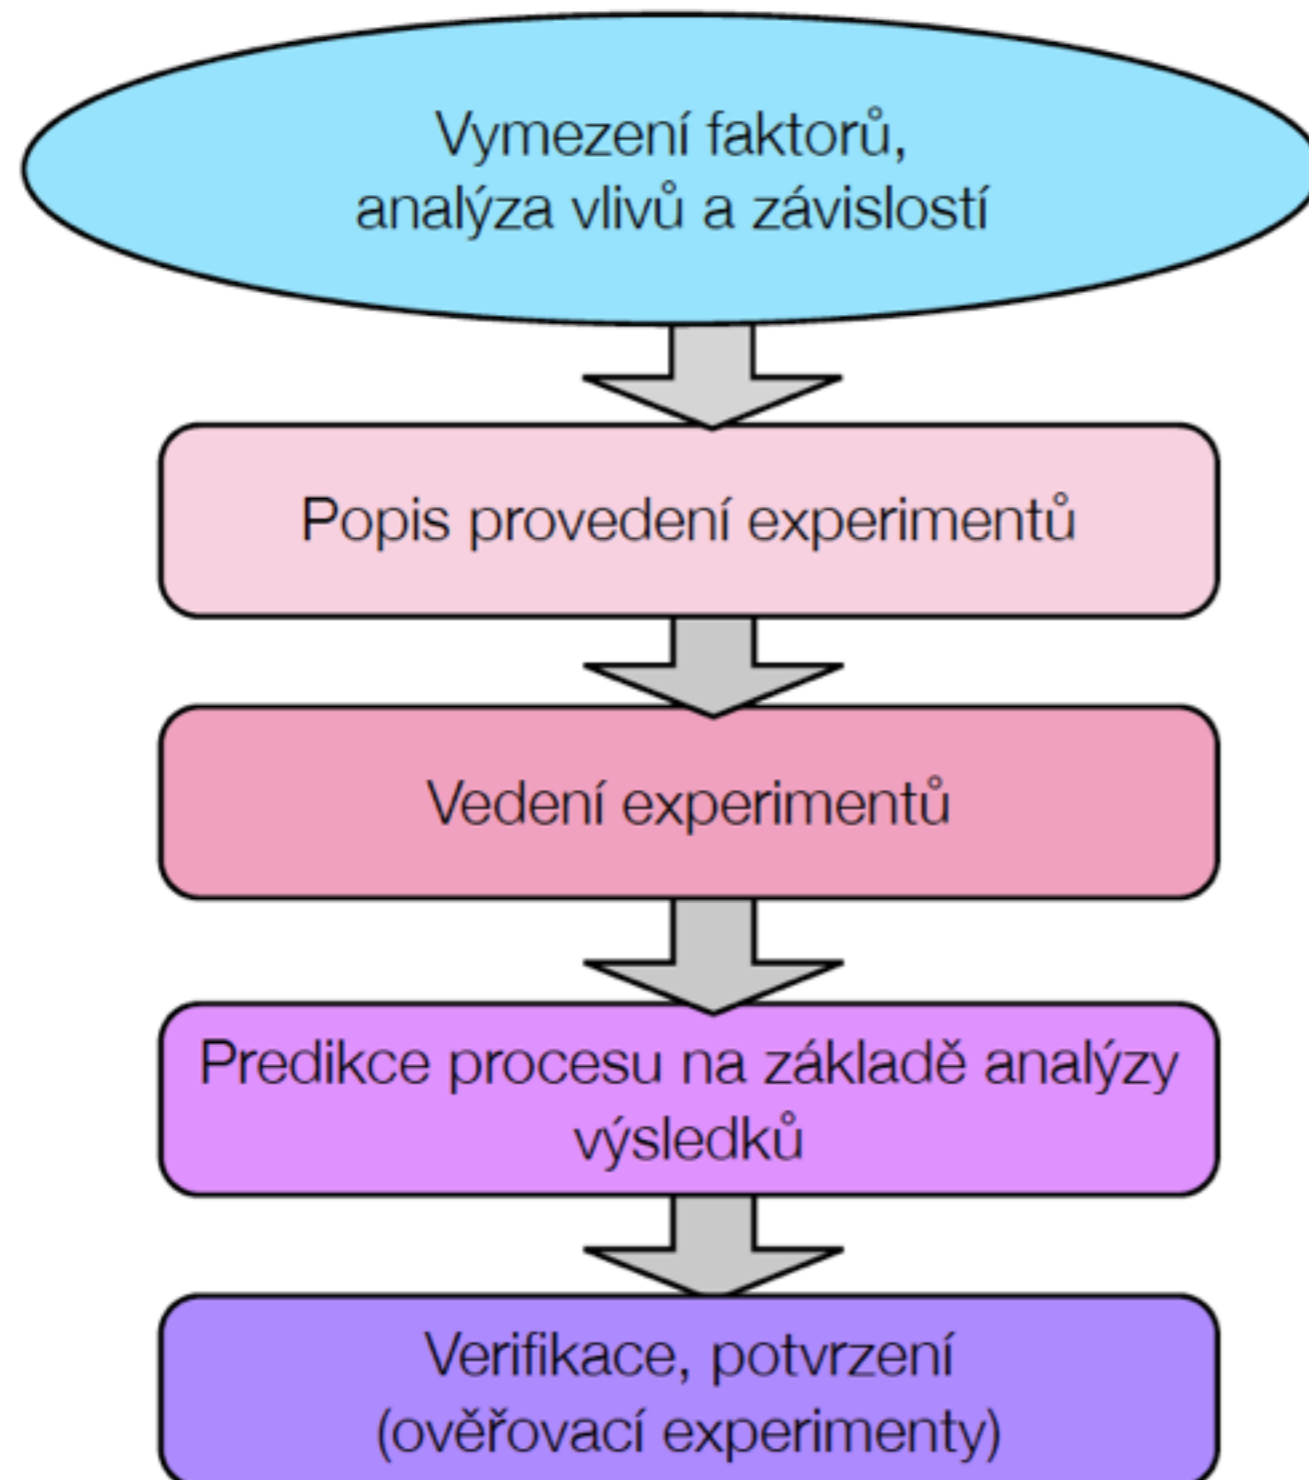 Vymezení faktorů,
analýza vlivů a závislostí
Popis provedení experimentů
Vedení experimentů
Predikce procesu na základě analýzy
výsledků
Verifikace, potvrzení
(ověřovací experimenty)